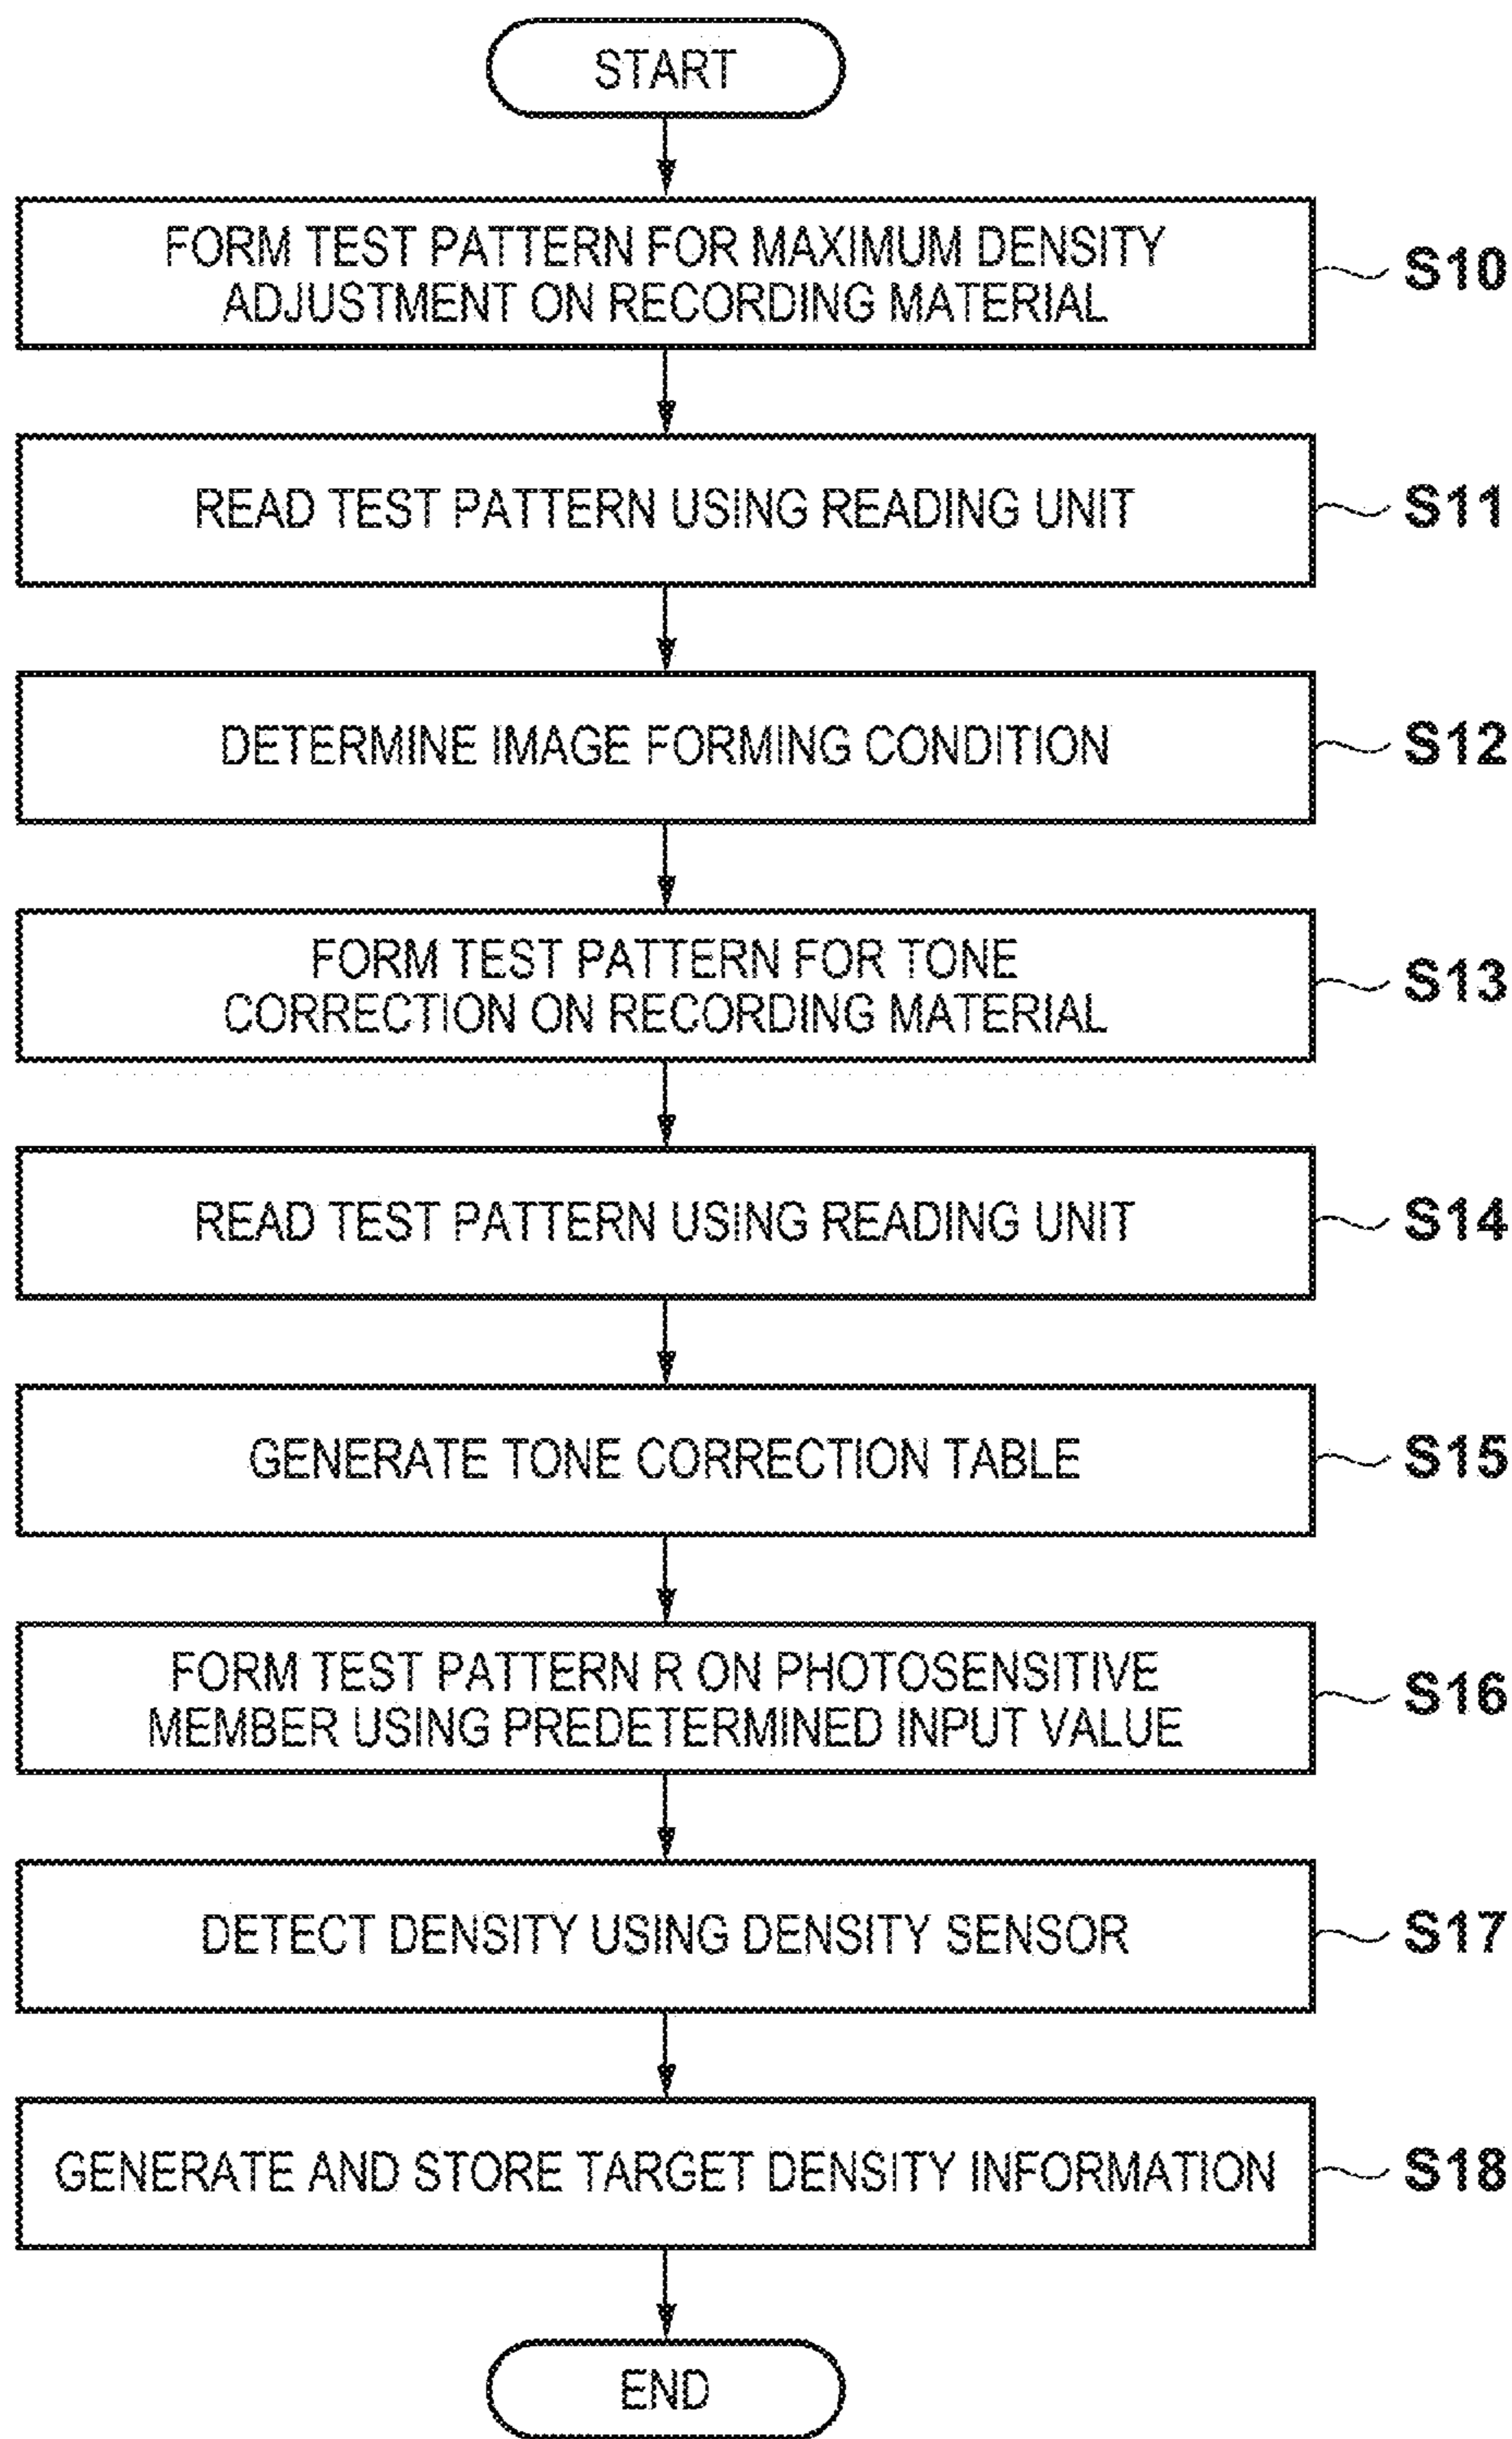 START
FORM TEST PATTERN FOR MAXIMUM DENSITY
ADJUSTMENT ON RECORDING MATERIAL
S10
READ TEST PATTERN USING READING UNIT
S11
DETERMINE IMAGE FORMING CONDITION
S12
FORM TEST PATTERN FOR TONE
CORRECTION ON RECORDING MATERIAL
S13
READ TEST PATTERN USING READING UNIT
S14
GENERATE TONE CORRECTION TABLE
S15
FORM TEST PATTERN R ON PHOTOSENSITIVE
MEMBER USING PREDETERMINED INPUT VALUE
S16
DETECT DENSITY USING DENSITY SENSOR
S17
GENERATE AND STORE TARGET DENSITY INFORMATION
S18
END